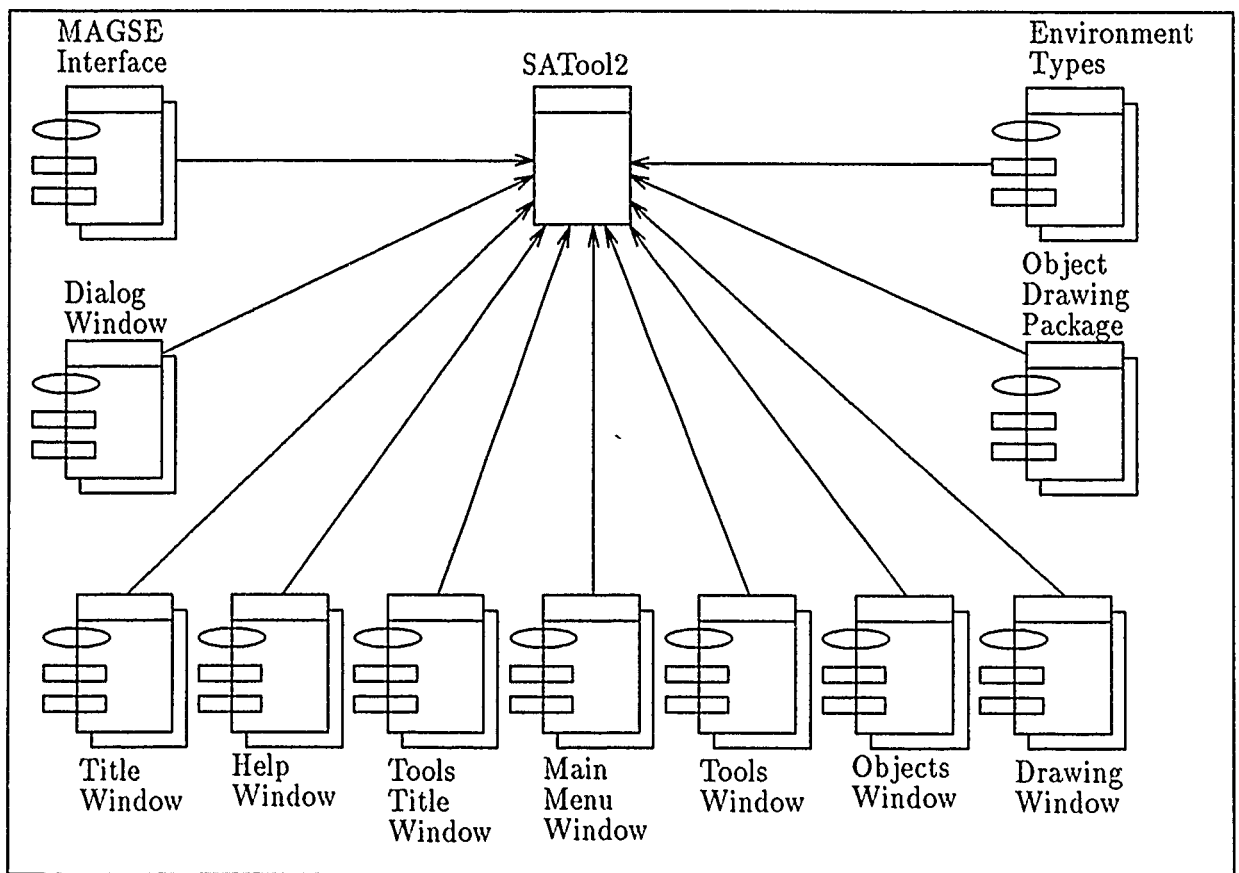 MAGSE
Interface
SATool2
Environment
Types
Dialog
Window
Object
Drawing
Package
Title
Window
Help
Window
Tools
Title
Window
Main
Menu
Window
Tools
Window
Objects
Window
Drawing
Window